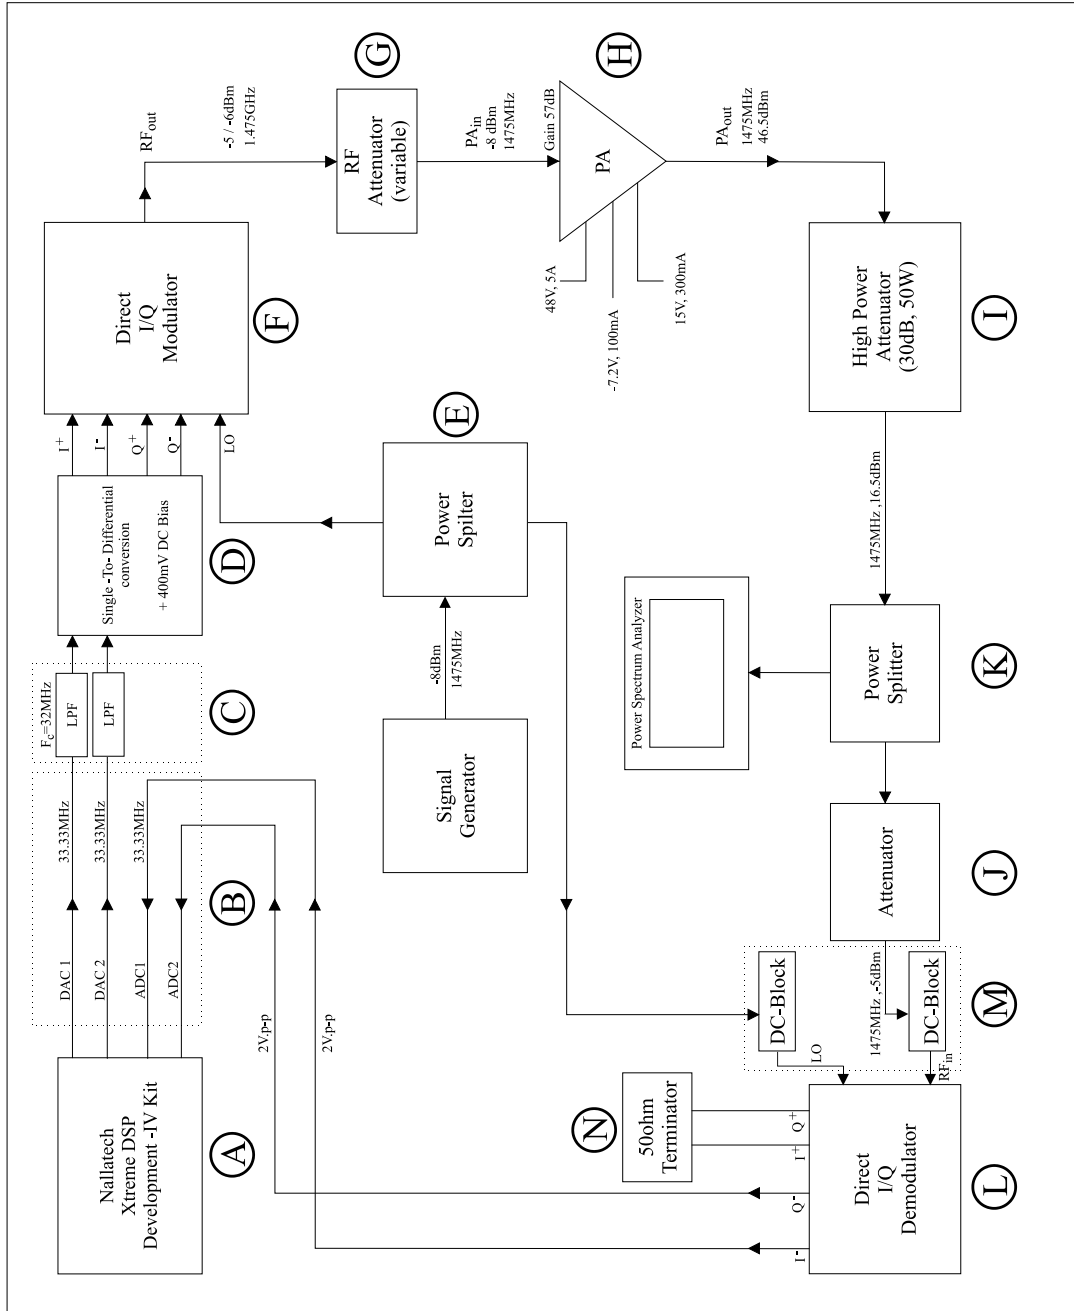 Nallatech
Xtreme DSP
Development -IV Kit
A
DAC 1
DAC 2
ADC1
ADC2
33.33MHz
33.33MHz
33.33MHz
B
F_c=32MHz
LPF
LPF
C
Single -To- Differential
conversion
+ 400mV DC Bias
D
I+
I-
Q+
Q-
LO
Direct
I/Q
Modulator
F
RFout
-5 / -6dBm
1.475GHz
RF
Attenuator
(variable)
G
PAin
-8 dBm
1475MHz
Gain 57dB
PA
H
48V, 5A
-7.2V, 100mA
15V, 300mA
PAout
1475MHz
46.5dBm
High Power
Attenuator
(30dB, 50W)
I
1475MHz ,16.5dBm
Power
Splitter
K
Power Spectrum Analyzer
Attenuator
J
1475MHz ,-5dBm
DC-Block
DC-Block
M
LO
RFin
Signal
Generator
-8dBm
1475MHz
Power
Spilter
E
2V.p-p
2V.p-p
50ohm
Terminator
N
I-
Q-
I+
Q+
Direct
I/Q
Demodulator
L